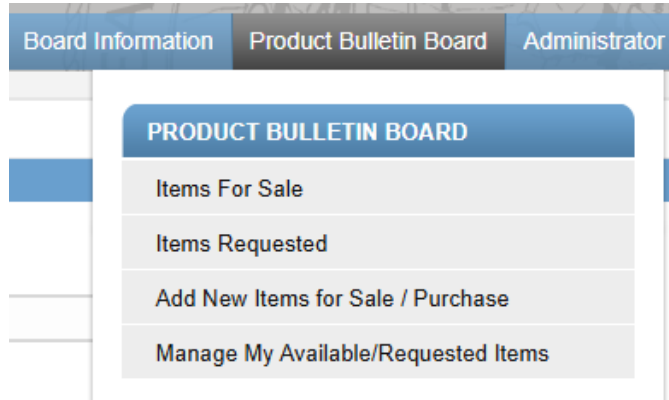 Board Information Product Bulletin Board Administrator
PRODUCT BULLETIN BOARD
Items For Sale
Items Requested
Add New Items for Sale / Purchase
Manage My Available/Requested Items